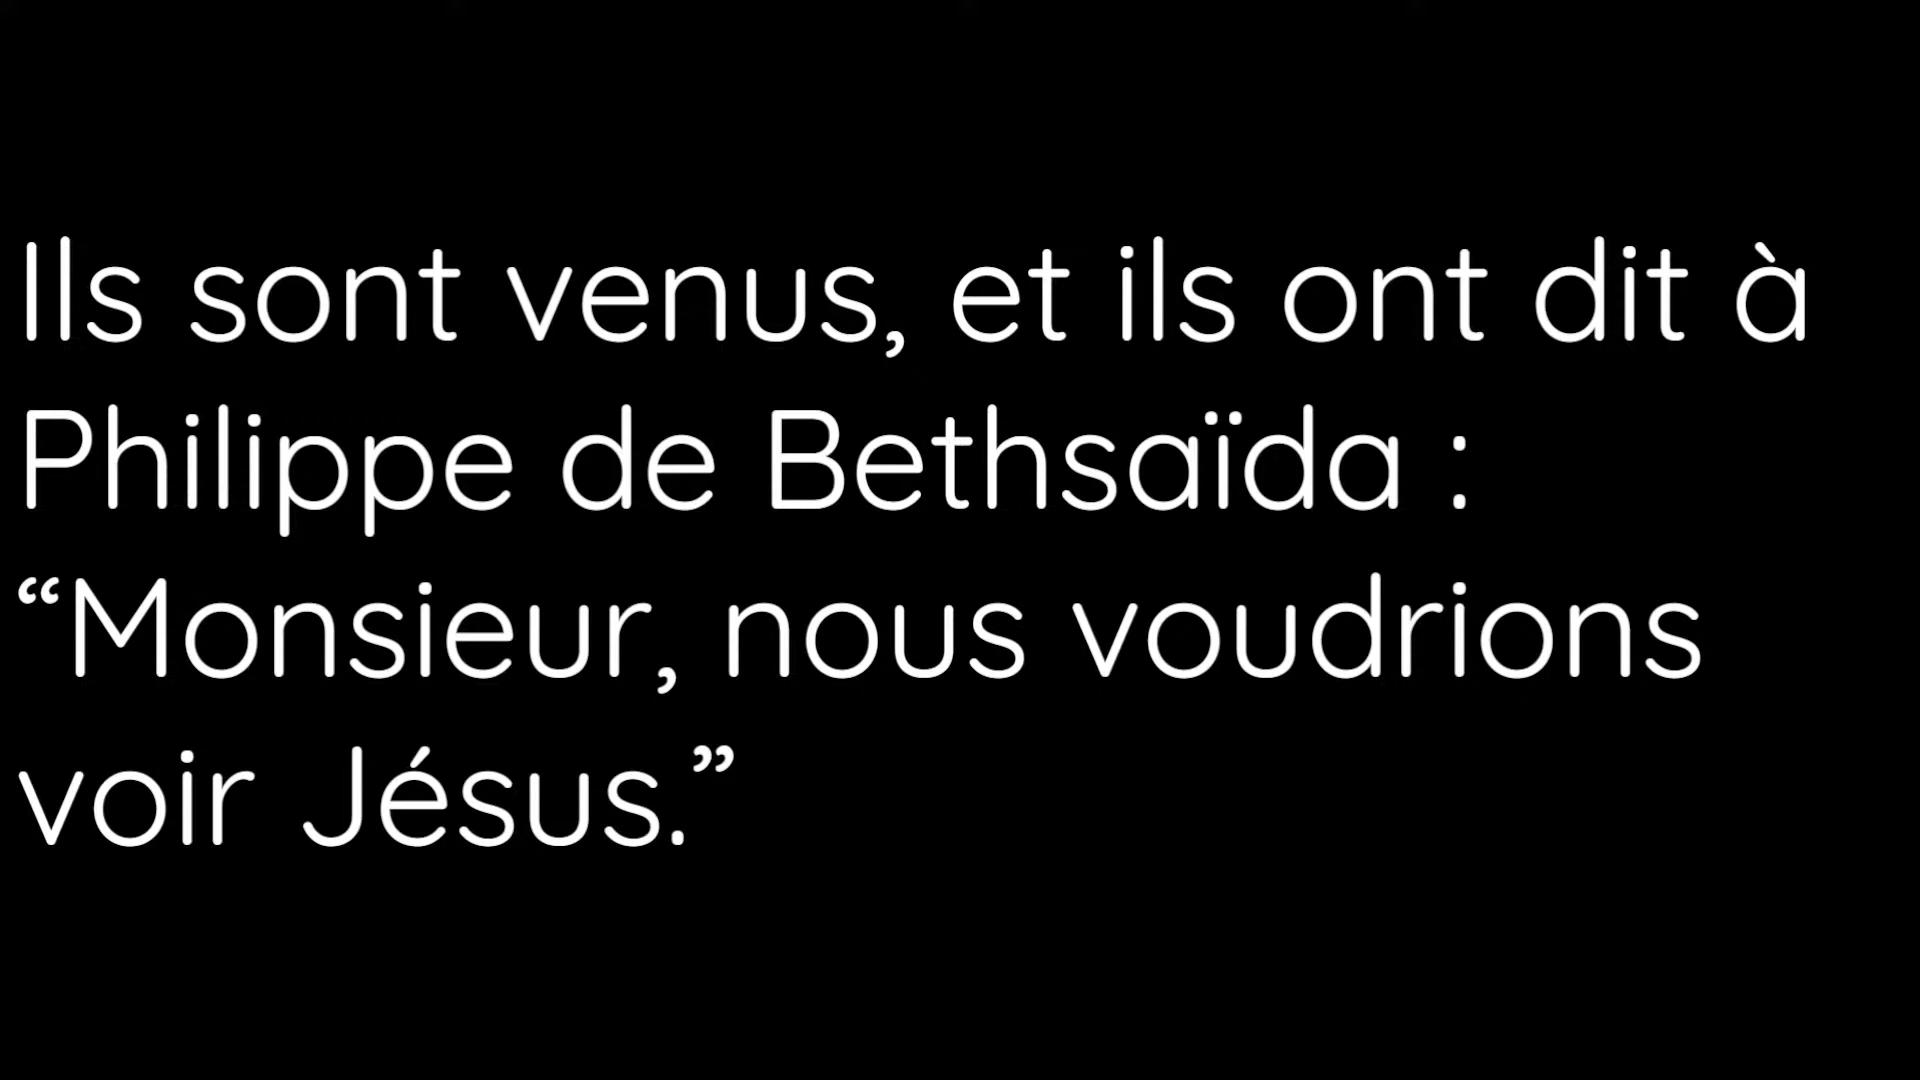 Ils sont venus, et ils ont dit à
Philippe de Bethsaïda :
“Monsieur, nous voudrions
voir Jésus.”